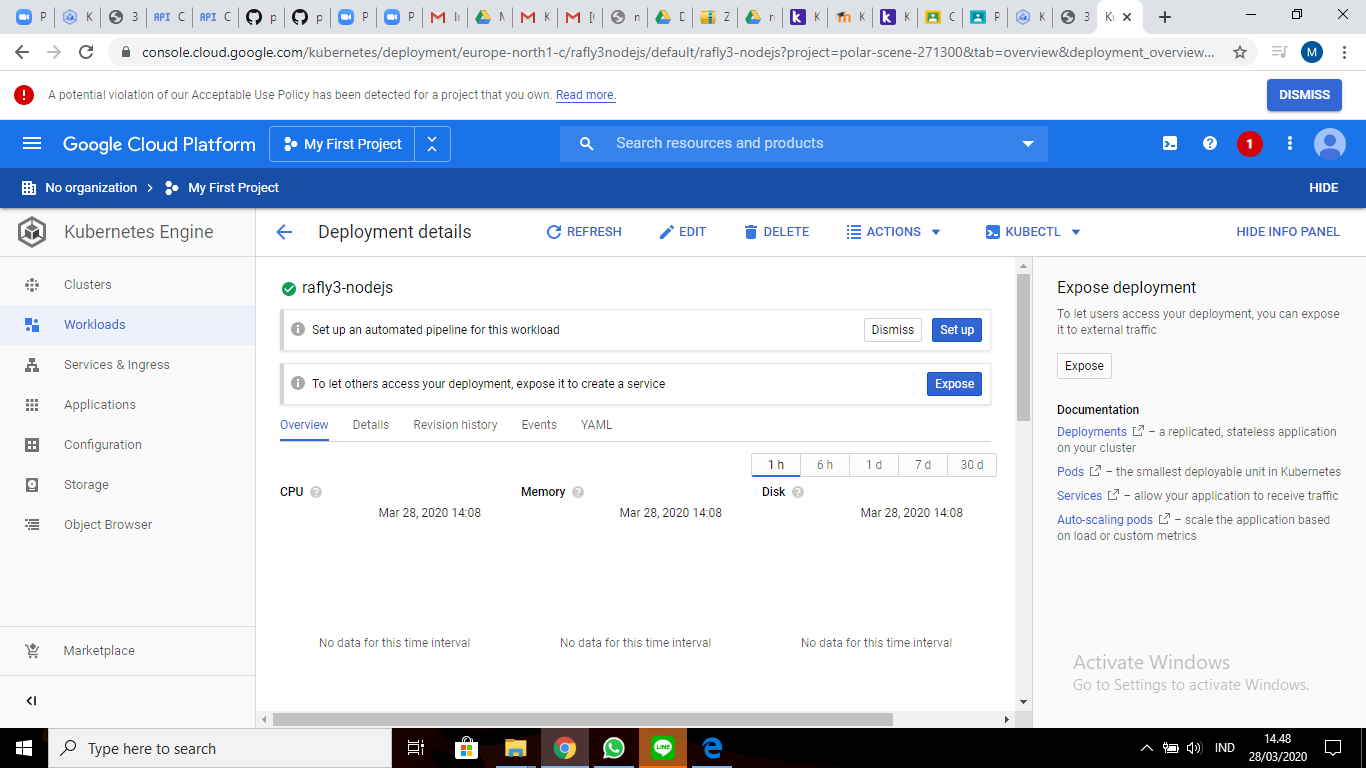 P
K
3
API C
API C
p
p
P
P
P
Ir
M
K
[(
n
D
Z
re
K
K
K
C
P
K
3
Ku
console.cloud.google.com/kubernetes/deployment/europe-north1-c/rafly3nodejs/default/rafly3-nodejs?project=polar-scene-271300&tab=overview&deployment_overview...
M
A potential violation of our Acceptable Use Policy has been detected for a project that you own. Read more.
DISMISS
Google Cloud Platform
My First Project
Search resources and products
1
No organization
My First Project
HIDE
Kubernetes Engine
Deployment details
REFRESH
EDIT
DELETE
ACTIONS
KUBECTL
HIDE INFO PANEL
Clusters
Workloads
Services & Ingress
Applications
Configuration
Storage
Object Browser
Marketplace
rafly3-nodejs
Set up an automated pipeline for this workload
Dismiss
Set up
To let others access your deployment, expose it to create a service
Expose
Overview
Details
Revision history
Events
YAML
1 h
6 h
1 d
7 d
30 d
CPU
Memory
Disk
Mar 28, 2020 14:08
Mar 28, 2020 14:08
Mar 28, 2020 14:08
No data for this time interval
No data for this time interval
No data for this time interval
Expose deployment
To let users access your deployment, you can expose
it to external traffic
Expose
Documentation
Deployments – a replicated, stateless application
on your cluster
Pods – the smallest deployable unit in Kubernetes
Services – allow your application to receive traffic
Auto-scaling pods – scale the application based
on load or custom metrics
Activate Windows
Go to Settings to activate Windows.
Type here to search
LINE
IND
14.48
28/03/2020